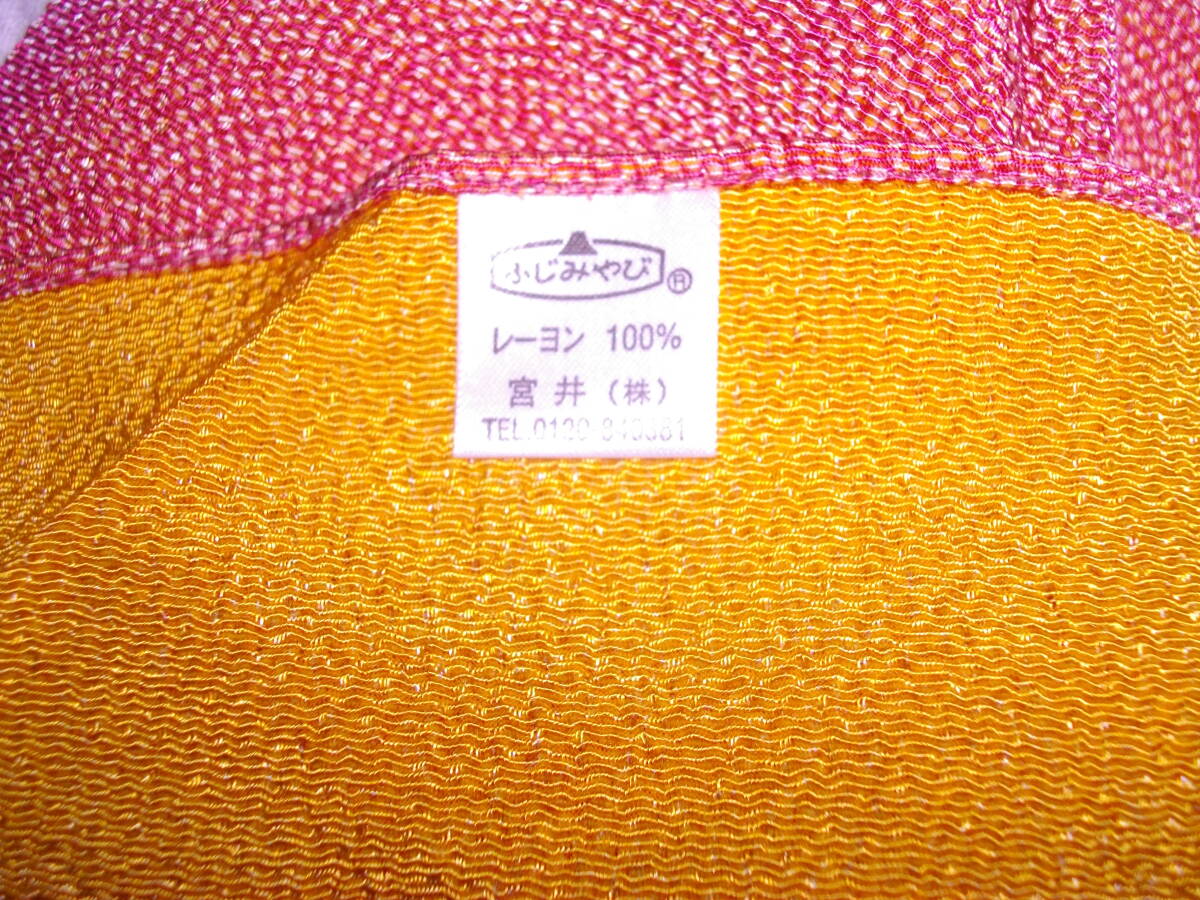 ふじみやび ®
レーヨン 100%
宮井（株）
TEL.0120